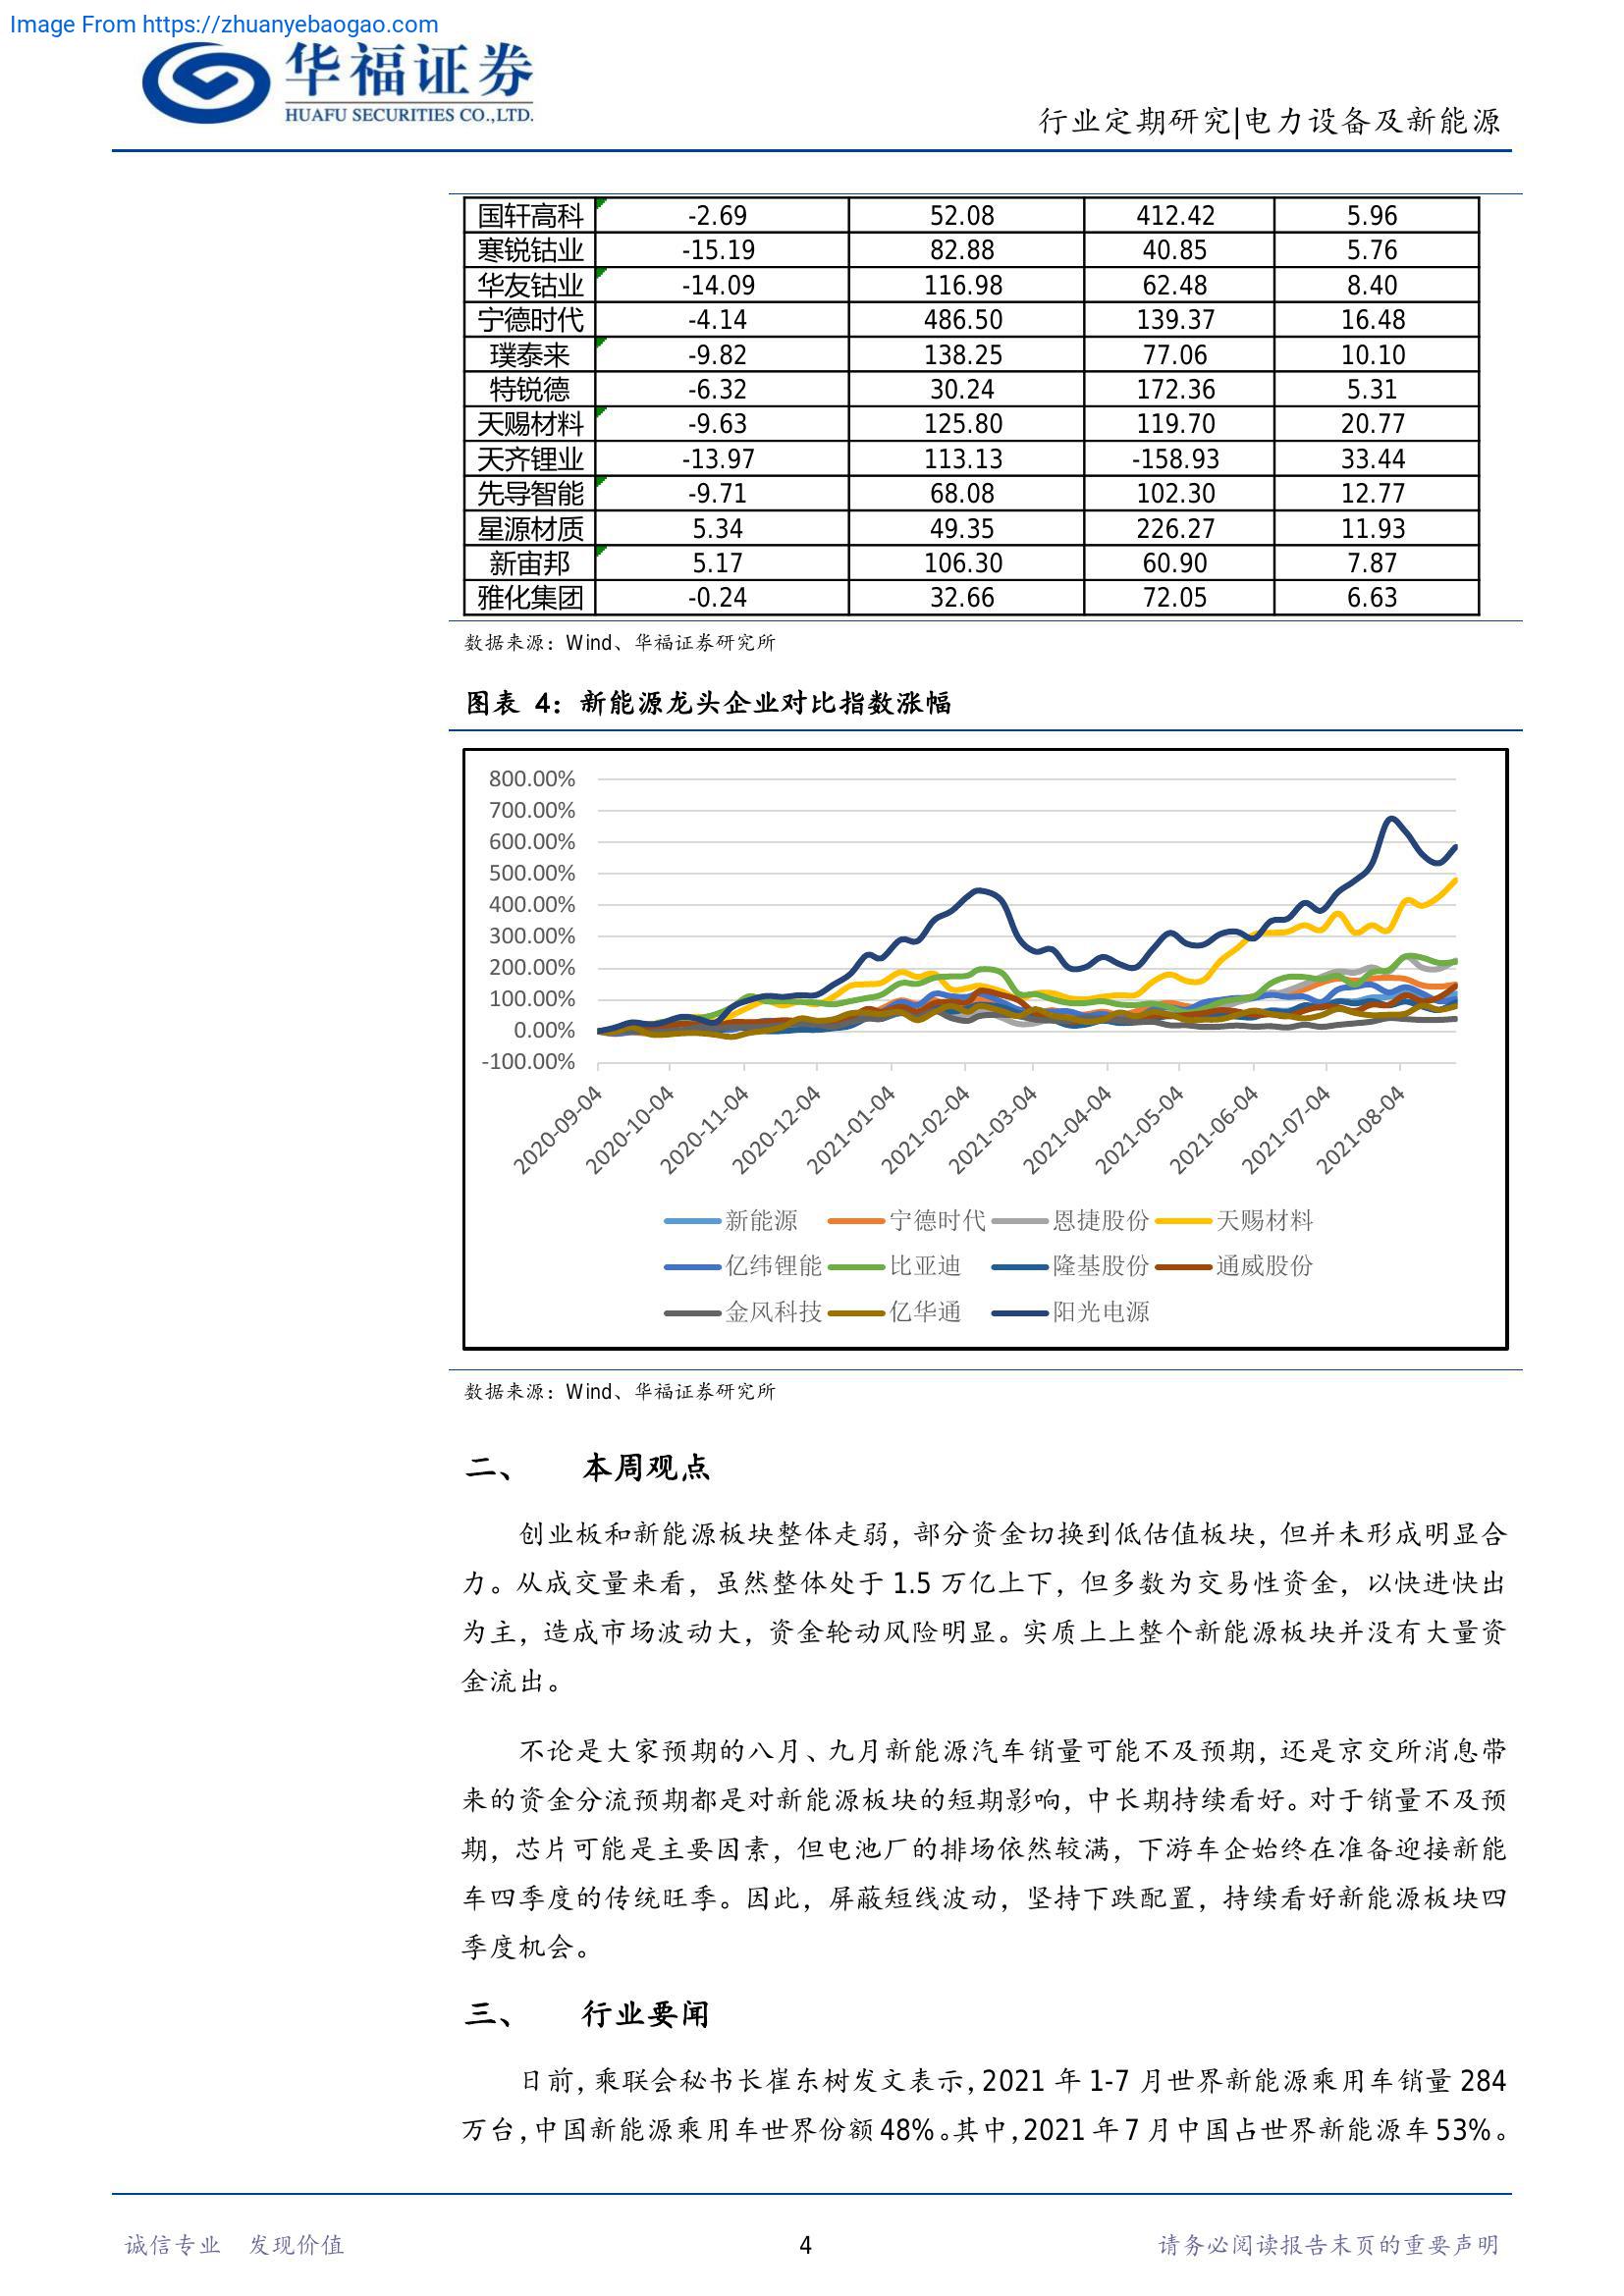 Image From https://zhuanyebaogao.com
华福证券
HUAFU SECURITIES CO.,LTD.
行业定期研究|电力设备及新能源
国轩高科 -2.69 52.08 412.42 5.96
寒锐钴业 -15.19 82.88 40.85 5.76
华友钴业 -14.09 116.98 62.48 8.40
宁德时代 -4.14 486.50 139.37 16.48
璞泰来 -9.82 138.25 77.06 10.10
特锐德 -6.32 30.24 172.36 5.31
天赐材料 -9.63 125.80 119.70 20.77
天齐锂业 -13.97 113.13 -158.93 33.44
先导智能 -9.71 68.08 102.30 12.77
星源材质 5.34 49.35 226.27 11.93
新宙邦 5.17 106.30 60.90 7.87
雅化集团 -0.24 32.66 72.05 6.63
数据来源：Wind、华福证券研究所
图表 4：新能源龙头企业对比指数涨幅
800.00%
700.00%
600.00%
500.00%
400.00%
300.00%
200.00%
100.00%
0.00%
-100.00%
2020-09-04 2020-10-04 2020-11-04 2020-12-04 2021-01-04 2021-02-04 2021-03-04 2021-04-04 2021-05-04 2021-06-04 2021-07-04 2021-08-04
新能源 宁德时代 恩捷股份 天赐材料
亿纬锂能 比亚迪 隆基股份 通威股份
金风科技 亿华通 阳光电源
数据来源：Wind、华福证券研究所
二、 本周观点
创业板和新能源板块整体走弱，部分资金切换到低估值板块，但并未形成明显合
力。从成交量来看，虽然整体处于 1.5 万亿上下，但多数为交易性资金，以快进快出
为主，造成市场波动大，资金轮动风险明显。实质上上整个新能源板块并没有大量资
金流出。
不论是大家预期的八月、九月新能源汽车销量可能不及预期，还是京交所消息带
来的资金分流预期都是对新能源板块的短期影响，中长期持续看好。对于销量不及预
期，芯片可能是主要因素，但电池厂的排场依然较满，下游车企始终在准备迎接新能
车四季度的传统旺季。因此，屏蔽短线波动，坚持下跌配置，持续看好新能源板块四
季度机会。
三、 行业要闻
日前，乘联会秘书长崔东树发文表示，2021 年 1-7 月世界新能源乘用车销量 284
万台，中国新能源乘用车世界份额 48%。其中，2021 年 7 月中国占世界新能源车 53%。
诚信专业 发现价值 4 请务必阅读报告末页的重要声明